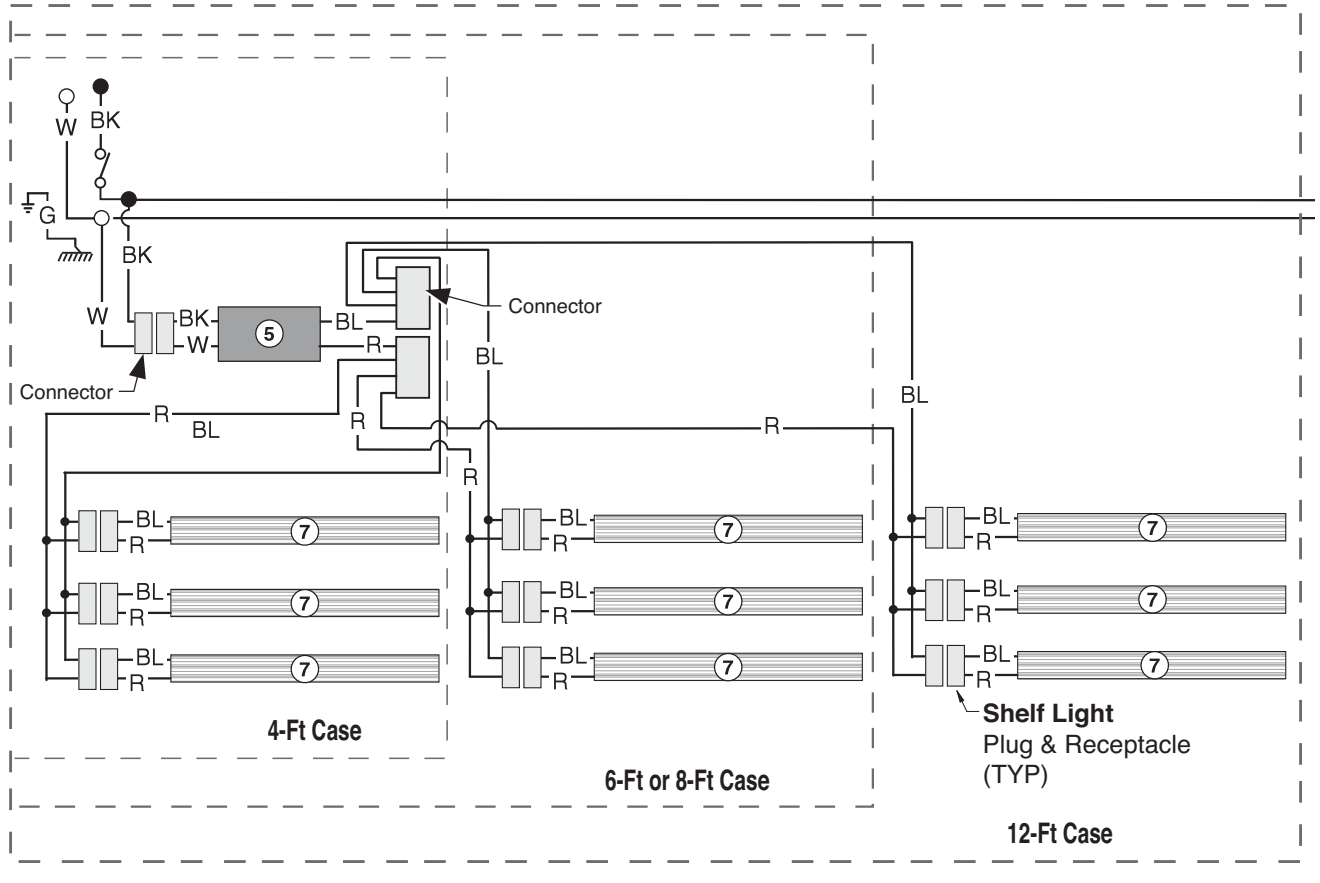 W
BK
G
BK
W
BK
W
5
BL
R
Connector
Connector
BL
BL
R
BL
R
R
R
BL
R
7
BL
R
7
BL
R
7
BL
R
7
BL
R
7
BL
R
7
BL
R
7
BL
R
7
BL
R
7
4-Ft Case
6-Ft or 8-Ft Case
Shelf Light
Plug & Receptacle
(TYP)
12-Ft Case